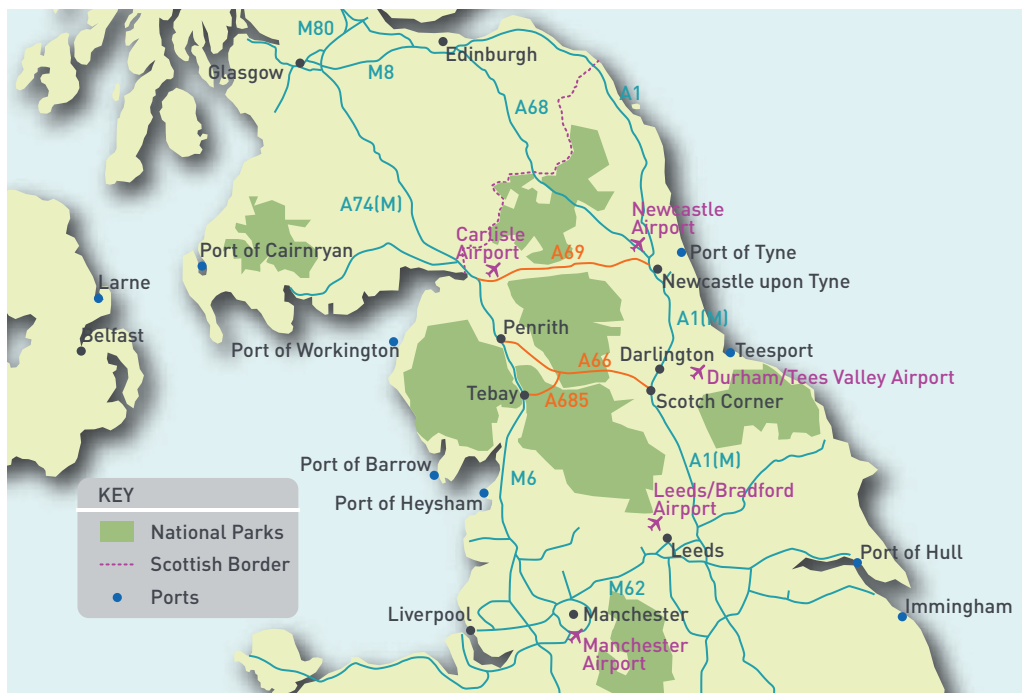 M80
Edinburgh
Glasgow
M8
A1
A68
A74(M)
Newcastle
Airport
Carlisle
Airport
Port of Cairnryan
A69
Port of Tyne
Newcastle upon Tyne
Larne
Belfast
A1(M)
Penrith
Port of Workington
Darlington
Teesport
A66
Durham/Tees Valley Airport
Tebay
A685
Scotch Corner
Port of Barrow
A1(M)
M6
Port of Heysham
Leeds/Bradford
Airport
KEY
National Parks
Scottish Border
Ports
Leeds
Port of Hull
M62
Immingham
Liverpool
Manchester
Manchester
Airport